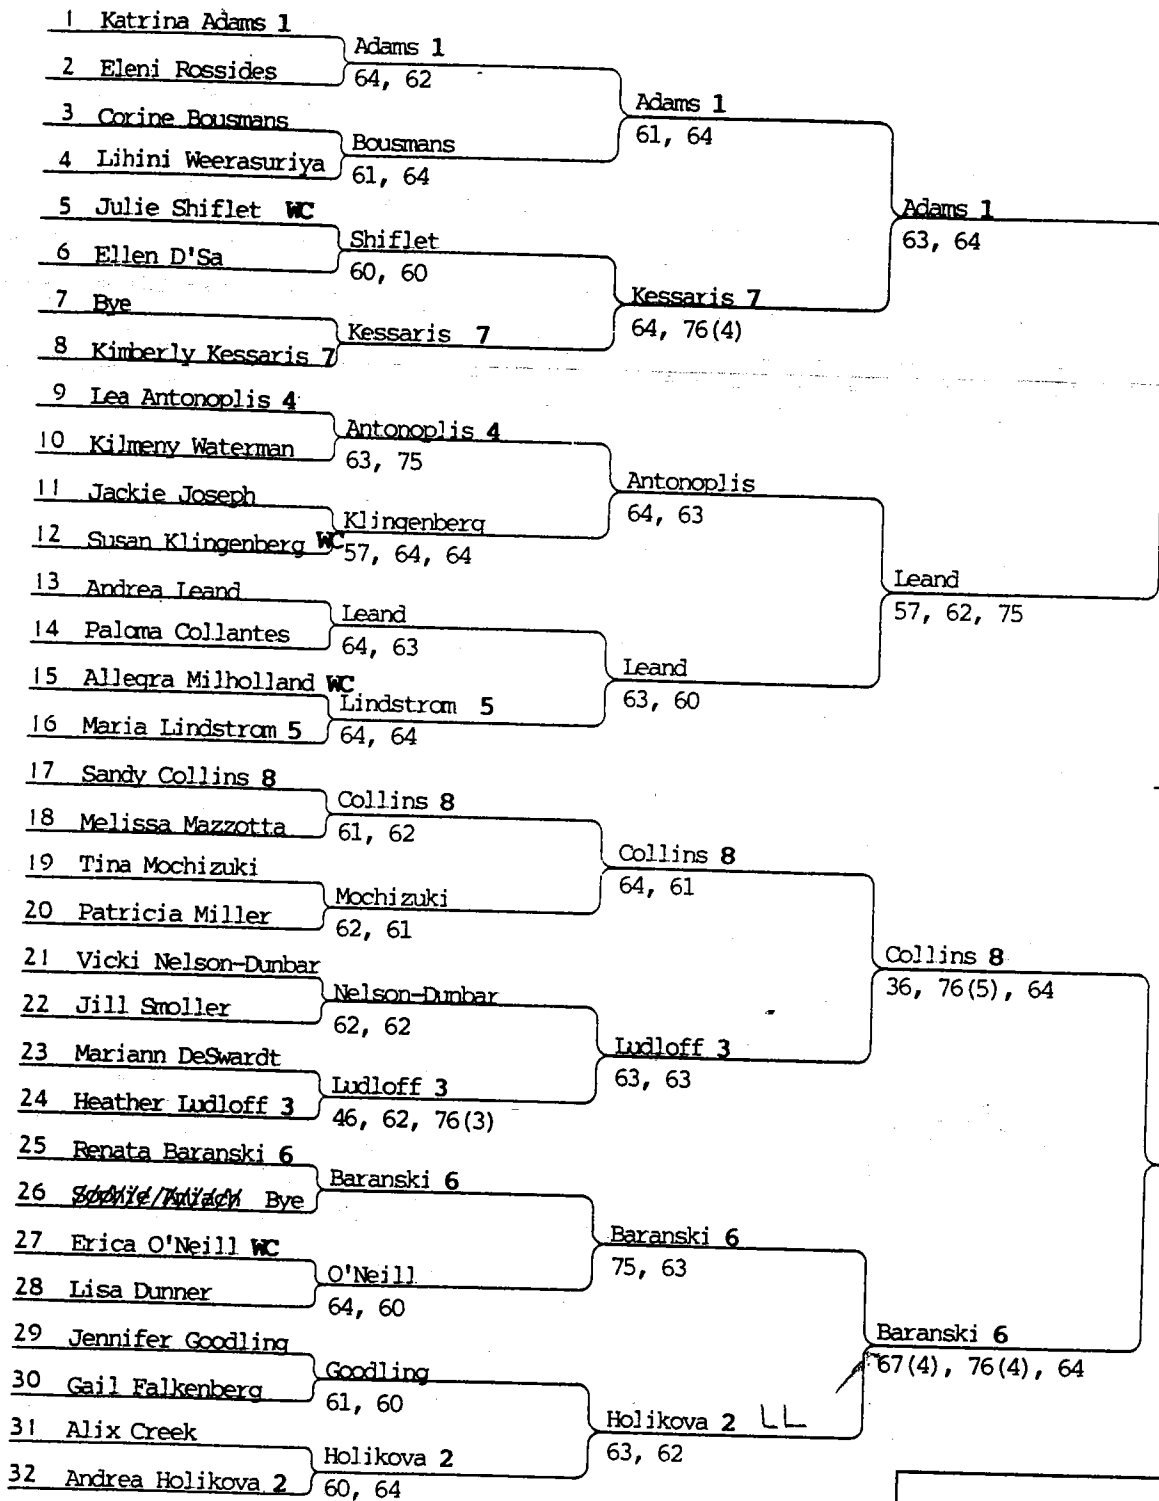 1 Katrina Adams 1
2 Eleni Rossides
3 Corine Bousmans
4 Lihini Weerasuriya
5 Julie Shiflet WC
6 Ellen D'Sa
7 Bye
8 Kimberly Kessaris 7
9 Lea Antonoplis 4
10 Kilmeny Waterman
11 Jackie Joseph
12 Susan Klingenberg WC
13 Andrea Leand
14 Paloma Collantes
15 Allegra Milholland WC
16 Maria Lindstrom 5
17 Sandy Collins 8
18 Melissa Mazzotta
19 Tina Mochizuki
20 Patricia Miller
21 Vicki Nelson-Dunbar
22 Jill Smoller
23 Mariann DeSwardt
24 Heather Ludloff 3
25 Renata Baranski 6
26 Bye
27 Erica O'Neill WC
28 Lisa Dunner
29 Jennifer Goodling
30 Gail Falkenberg
31 Alix Creek
32 Andrea Holikova 2
Adams 1
64, 62
Bousmans
61, 64
Shiflet
60, 60
Kessaris 7
Antonoplis 4
63, 75
Klingenberg
57, 64, 64
Leand
64, 63
Lindstrom 5
64, 64
Collins 8
61, 62
Mochizuki
62, 61
Nelson-Dunbar
62, 62
Ludloff 3
46, 62, 76(3)
Baranski 6
O'Neill
64, 60
Goodling
61, 60
Holikova 2
60, 64
Adams 1
61, 64
Kessaris 7
64, 76(4)
Antonoplis
64, 63
Leand
63, 60
Collins 8
64, 61
Ludloff 3
63, 63
Baranski 6
75, 63
Holikova 2 LL
63, 62
Adams 1
63, 64
Leand
57, 62, 75
Collins 8
36, 76(5), 64
Baranski 6
67(4), 76(4), 64